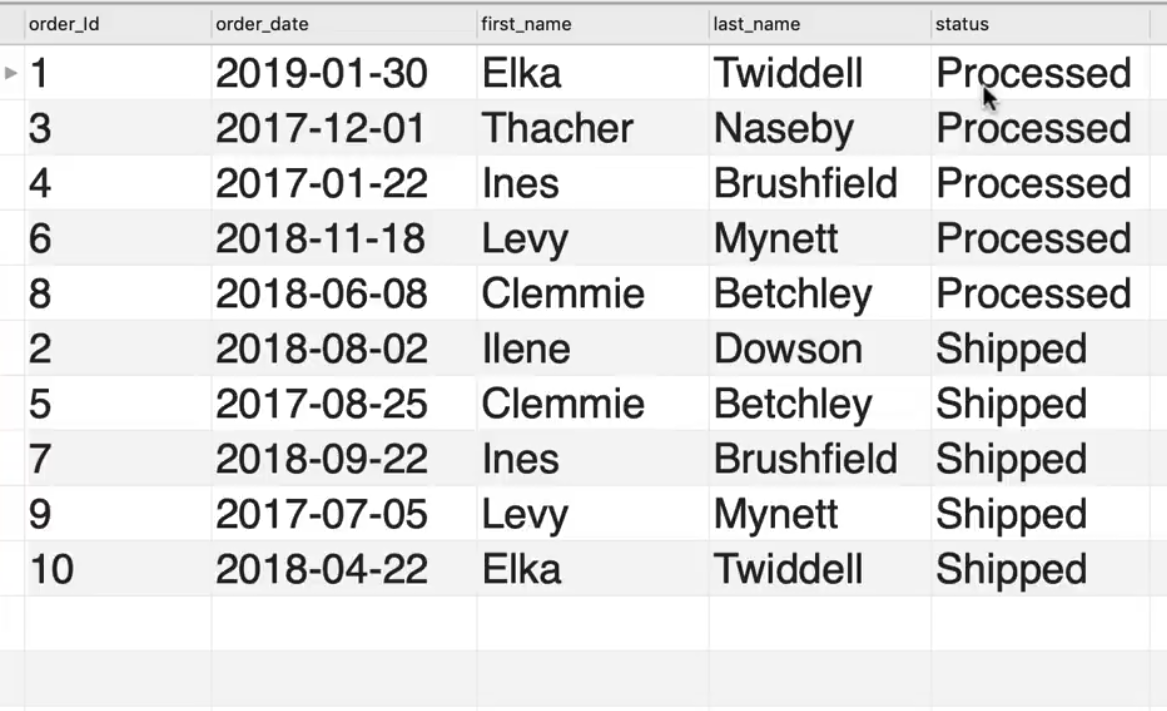 order_Id order_date first_name last_name status
1 2019-01-30 Elka Twiddell Processed
3 2017-12-01 Thacher Naseby Processed
4 2017-01-22 Ines Brushfield Processed
6 2018-11-18 Levy Mynett Processed
8 2018-06-08 Clemmie Betchley Processed
2 2018-08-02 Ilene Dowson Shipped
5 2017-08-25 Clemmie Betchley Shipped
7 2018-09-22 Ines Brushfield Shipped
9 2017-07-05 Levy Mynett Shipped
10 2018-04-22 Elka Twiddell Shipped